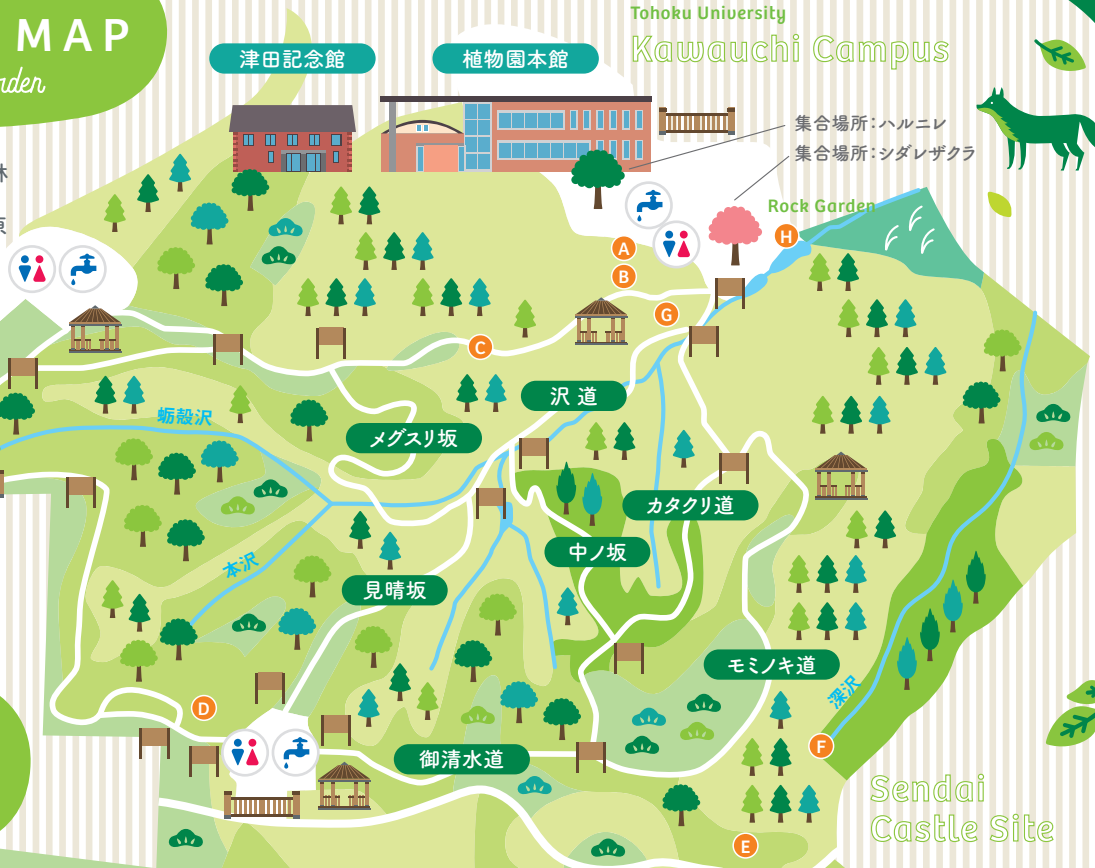 MAP
Tohoku University
Kawauchi Campus
津田記念館
植物園本館
集合場所:ハルニレ
集合場所:シダレザクラ
Rock Garden
H
A
B
G
C
沢道
蛎殻沢
メグスリ坂
カタクリ道
中ノ坂
本沢
見晴坂
モミノキ道
深沢
D
F
御清水道
Sendai
Castle Site
E